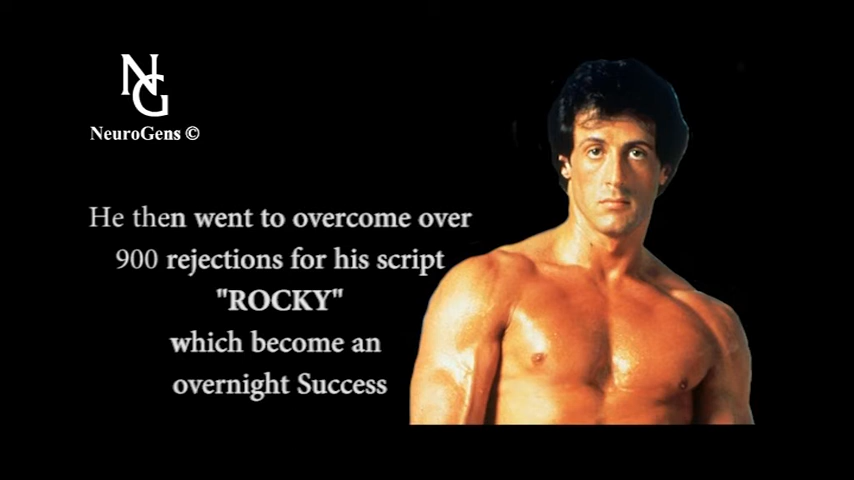 NG
NeuroGens ©
He then went to overcome over
900 rejections for his script
"ROCKY"
which become an
overnight Success